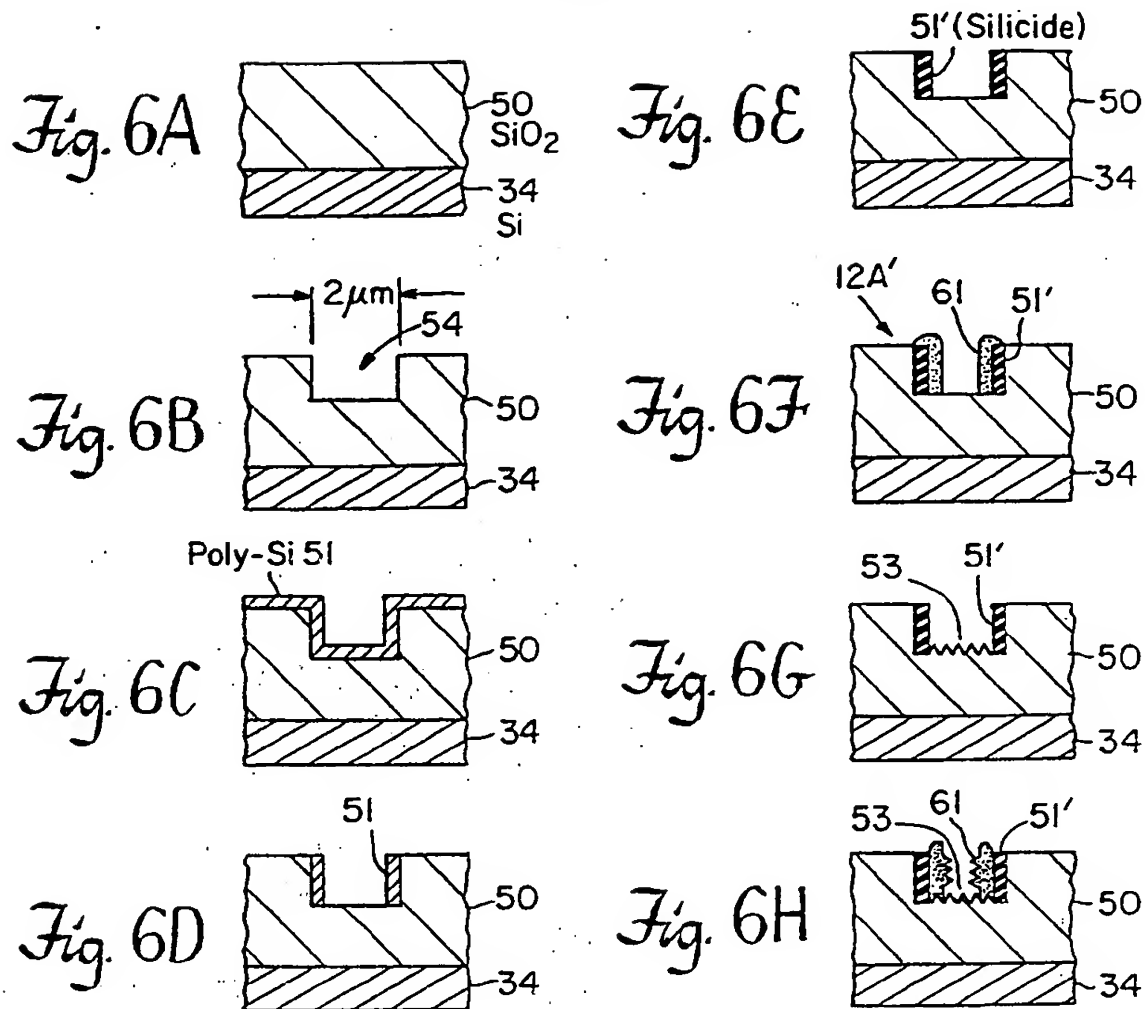 Fig. 6A
50
SiO2
34
Si
Fig. 6B
2μm
54
50
34
Fig. 6C
Poly-Si 51
50
34
Fig. 6D
51
50
34
Fig. 6E
51'(Silicide)
50
34
Fig. 6F
12A'
61
51'
50
34
Fig. 6G
53
51'
50
34
Fig. 6H
53
61
51'
50
34